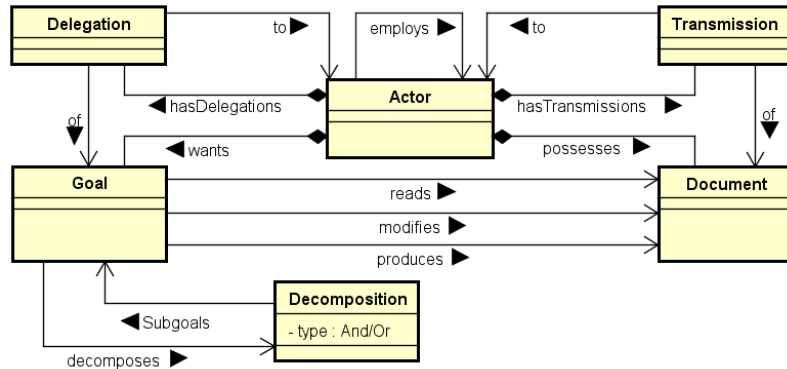 Delegation
to
employs
to
Transmission
Actor
hasDelegations
hasTransmissions
of
of
wants
possesses
Goal
Document
reads
modifies
produces
Decomposition
Subgoals
- type : And/Or
decomposes